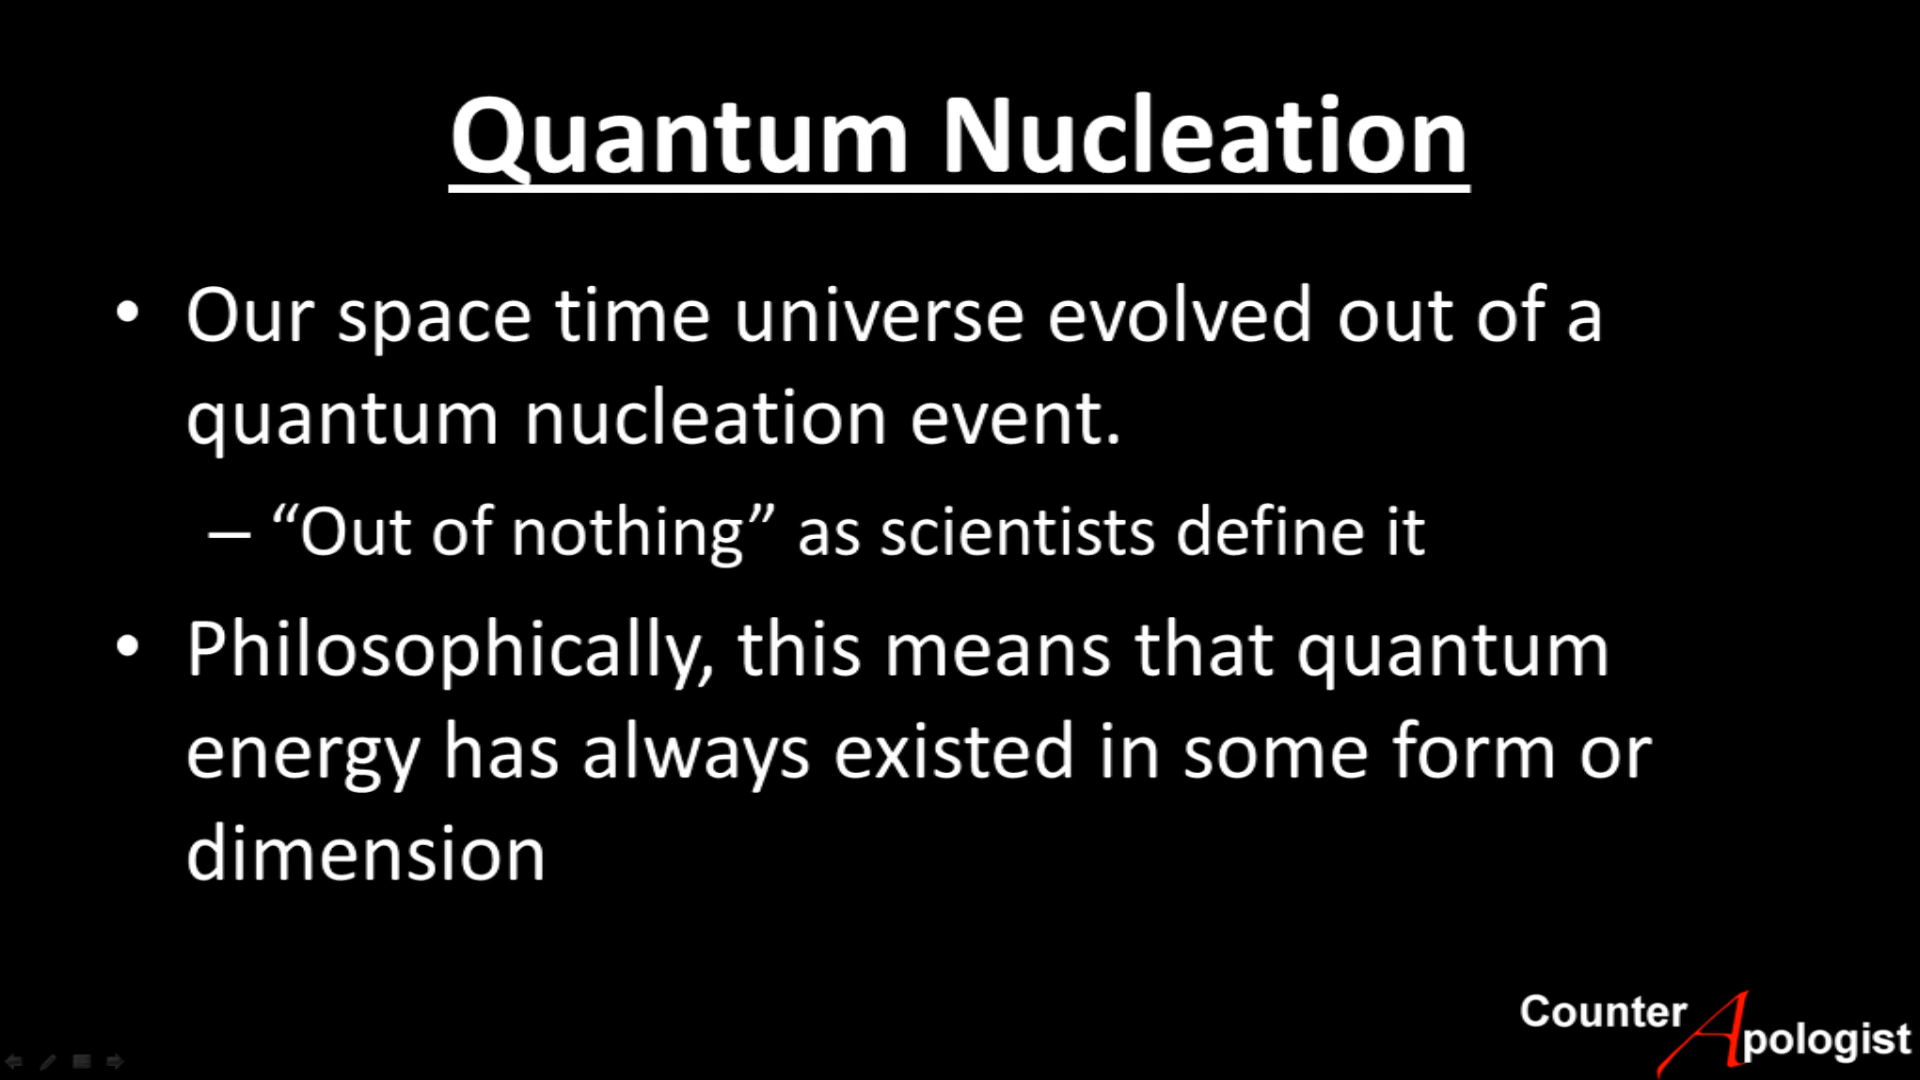 Quantum Nucleation
• Our space time universe evolved out of a
quantum nucleation event.
– “Out of nothing” as scientists define it
• Philosophically, this means that quantum
energy has always existed in some form or
dimension
Counter
Apologist